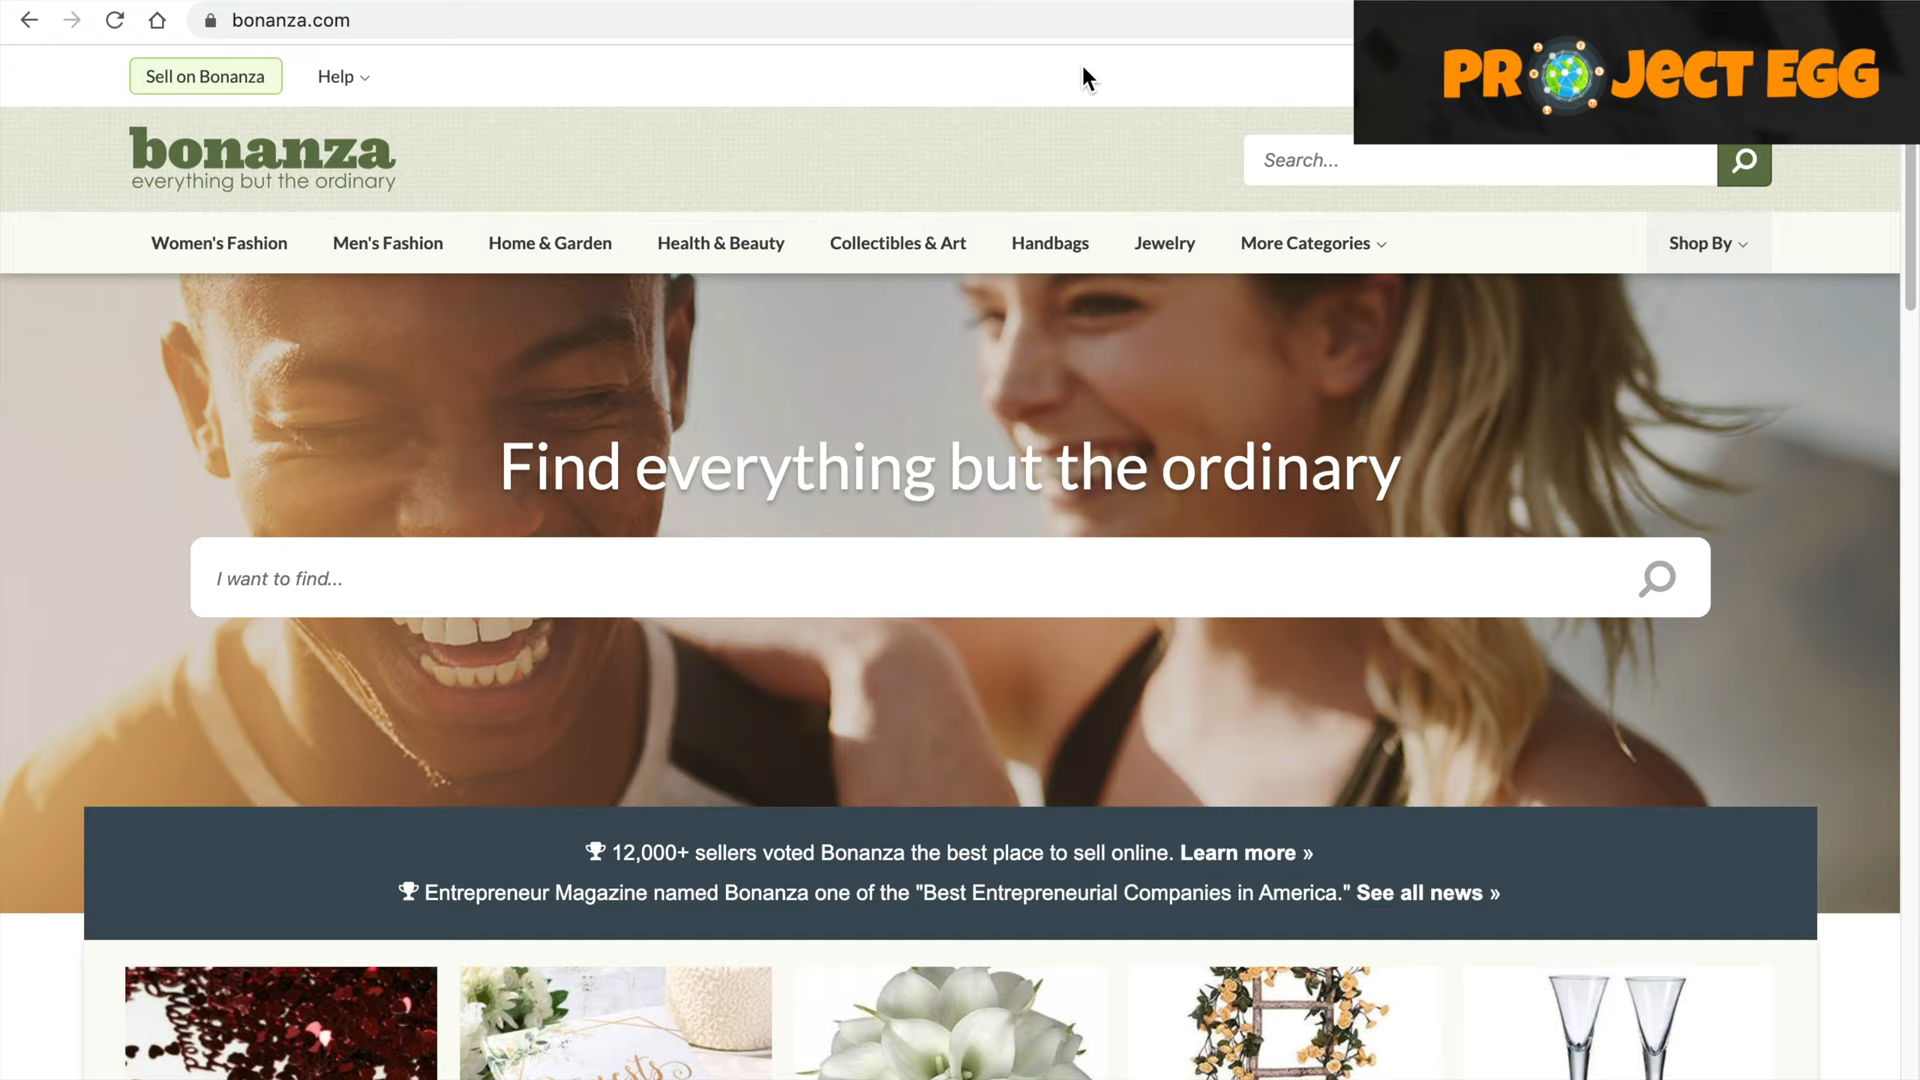 bonanza.com
PROJECT EGG
Sell on Bonanza
Help
bonanza
everything but the ordinary
Search...
Women's Fashion
Men's Fashion
Home & Garden
Health & Beauty
Collectibles & Art
Handbags
Jewelry
More Categories
Shop By
Find everything but the ordinary
I want to find...
12,000+ sellers voted Bonanza the best place to sell online. Learn more »
Entrepreneur Magazine named Bonanza one of the "Best Entrepreneurial Companies in America." See all news »